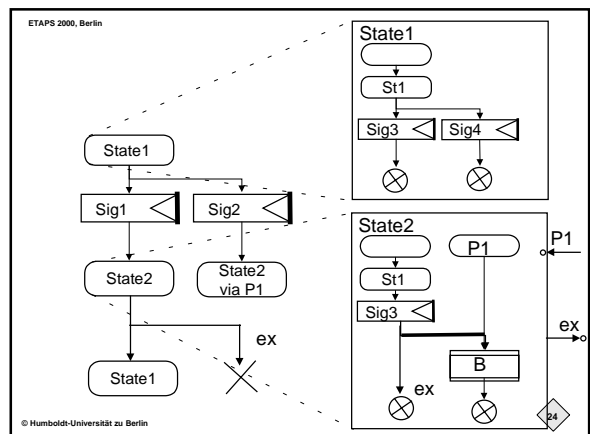 ETAPS 2000, Berlin
State1
Sig1
Sig2
State2
State2
via P1
ex
State1
State1
St1
Sig3
Sig4
State2
P1
St1
Sig3
ex
B
P1
ex
24
© Humboldt-Universität zu Berlin